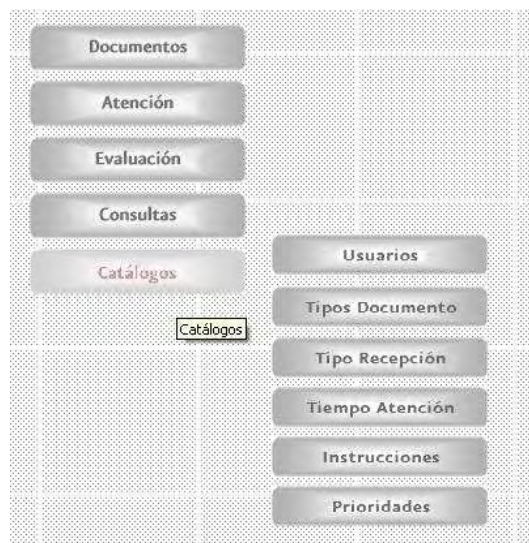 Documentos
Atención
Evaluación
Consultas
Catálogos
Catálogos
Usuarios
Tipos Documento
Tipo Recepción
Tiempo Atención
Instrucciones
Prioridades